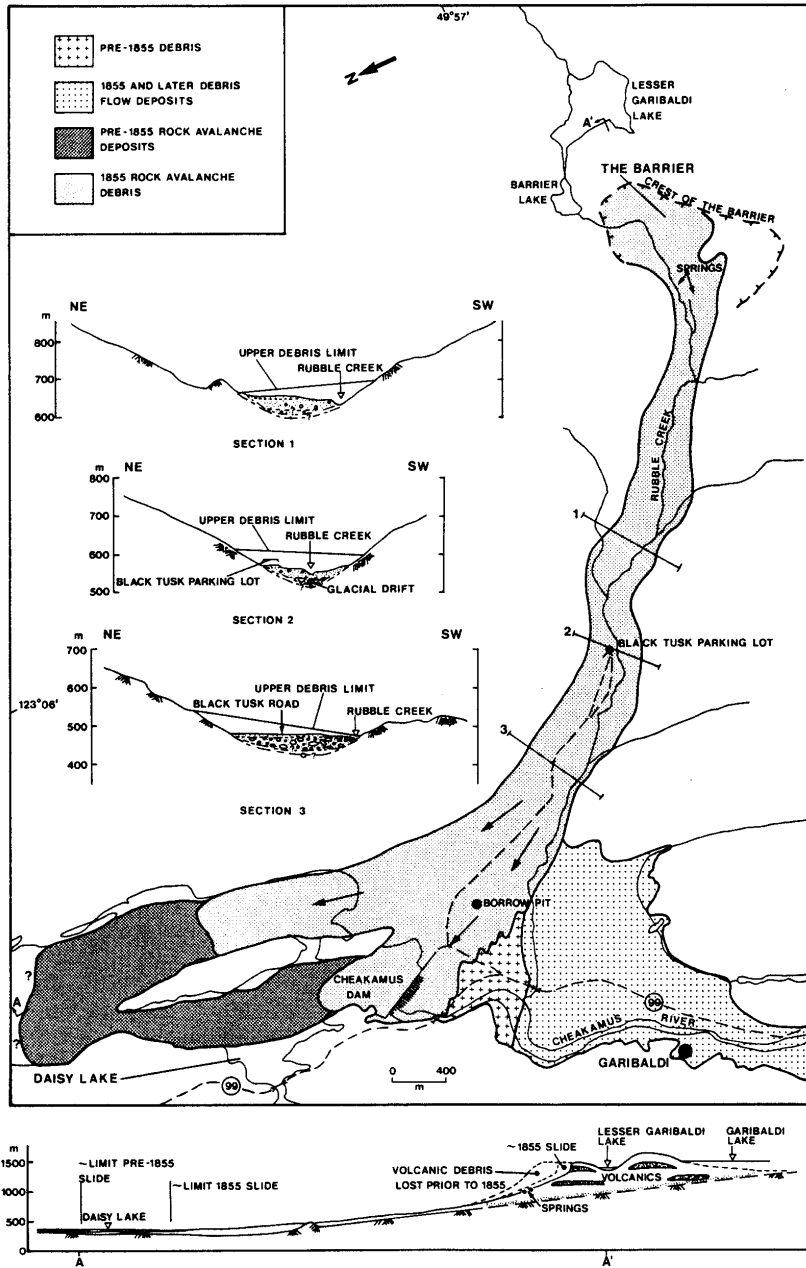 49°57'
PRE-1855 DEBRIS
1855 AND LATER DEBRIS
FLOW DEPOSITS
PRE-1855 ROCK AVALANCHE
DEPOSITS
1855 ROCK AVALANCHE
DEBRIS
N
LESSER
GARIBALDI
LAKE
A'
THE BARRIER
BARRIER
LAKE
CREST OF THE BARRIER
SPRINGS
NE
SW
m
800
700
600
UPPER DEBRIS LIMIT
RUBBLE CREEK
SECTION 1
RUBBLE CREEK
1
m
NE
SW
800
700
600
500
UPPER DEBRIS LIMIT
RUBBLE CREEK
BLACK TUSK PARKING LOT
GLACIAL DRIFT
SECTION 2
2
BLACK TUSK PARKING LOT
m
NE
SW
700
600
500
400
UPPER DEBRIS LIMIT
BLACK TUSK ROAD
RUBBLE CREEK
?
SECTION 3
123°06'
3
BORROW PIT
?
A
?
CHEAKAMUS
DAM
99
CHEAKAMUS RIVER
GARIBALDI
DAISY LAKE
99
0 400
m
m
1500
1000
500
0
~LIMIT PRE-1855
SLIDE
~LIMIT 1855 SLIDE
DAISY LAKE
VOLCANIC DEBRIS
LOST PRIOR TO 1855
~1855 SLIDE
LESSER GARIBALDI
LAKE
GARIBALDI
LAKE
VOLCANICS
SPRINGS
A
A'